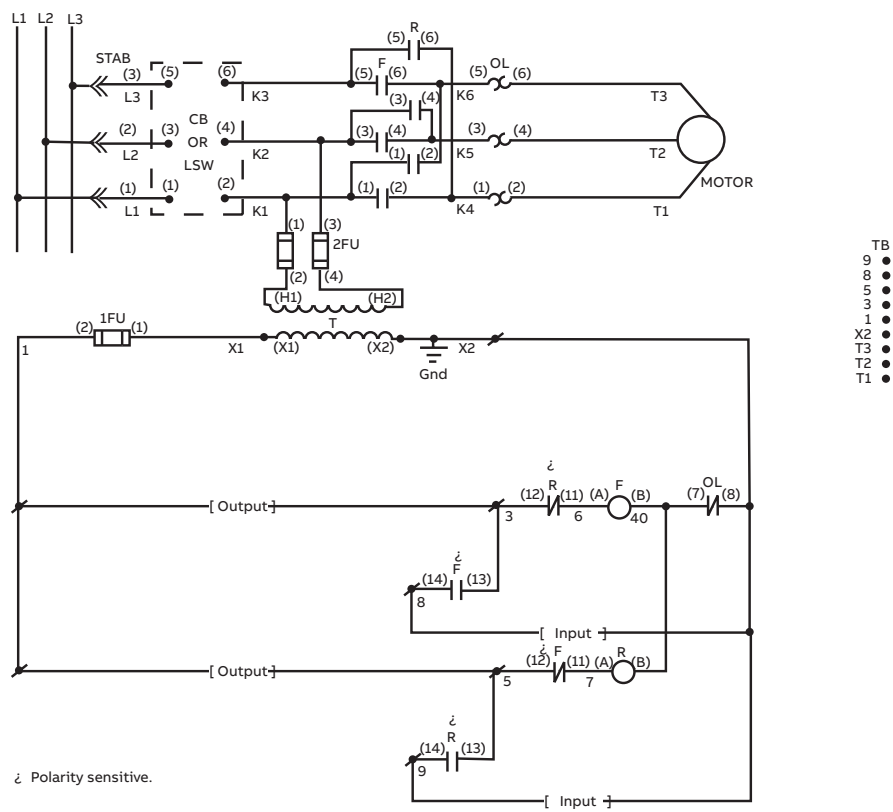 L1 L2 L3
R
(5) (6)
STAB
F
OL
(3) (5) (6) (5) (6) (5) (6)
L3 K3 K6 T3
CB
(3) (4)
(2) (3) OR (4) (3) (4) (3) (4)
L2 K2 K5 T2
LSW
(1) (2)
MOTOR
(1) (1) (2) (1) (2) (1) (2)
L1 K1 K4 T1
(1) (3)
2FU
(2) (4)
(H1) (H2)
T
1FU
(2) (1)
1 X1 (X1) (X2) X2
Gnd
TB
9
8
5
3
1
X2
T3
T2
T1
¿
R F OL
(12) (11) (A) (B) (7) (8)
[ Output ]
3 6 40
¿
F
(14) (13)
8
[ Input ]
¿ F R
(12) (11) (A) (B)
[ Output ]
5 7
¿
R
(14) (13)
9
¿ Polarity sensitive.
[ Input ]